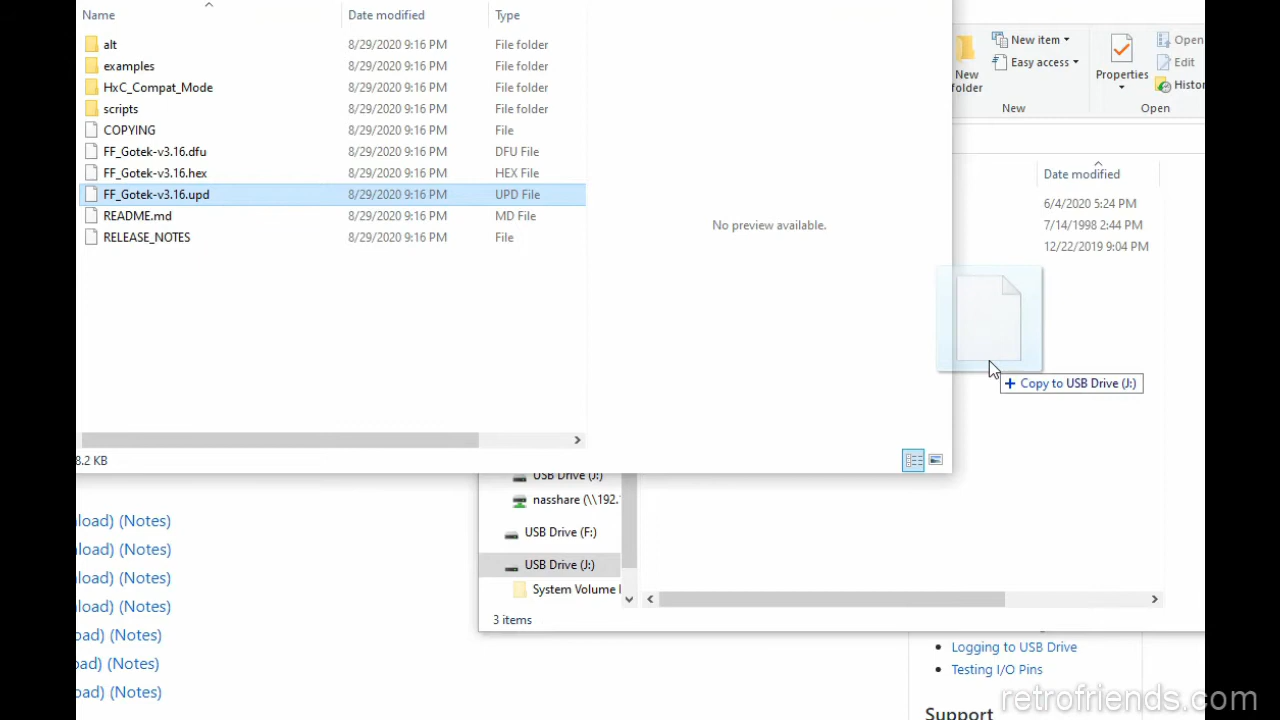 Name Date modified Type
alt 8/29/2020 9:16 PM File folder
examples 8/29/2020 9:16 PM File folder
HxC_Compat_Mode 8/29/2020 9:16 PM File folder
scripts 8/29/2020 9:16 PM File folder
COPYING 8/29/2020 9:16 PM File
FF_Gotek-v3.16.dfu 8/29/2020 9:16 PM DFU File
FF_Gotek-v3.16.hex 8/29/2020 9:16 PM HEX File
FF_Gotek-v3.16.upd 8/29/2020 9:16 PM UPD File
README.md 8/29/2020 9:16 PM MD File
RELEASE_NOTES 8/29/2020 9:16 PM File
No preview available.
8.2 KB
New item
Easy access
New
folder
New
Properties
Open
Edit
Histor
Open
Date modified
6/4/2020 5:24 PM
7/14/1998 2:44 PM
12/22/2019 9:04 PM
+ Copy to USB Drive (J:)
USB Drive (J:)
nasshare (\\192.
USB Drive (F:)
USB Drive (J:)
System Volume I
3 items
nload) (Notes)
nload) (Notes)
nload) (Notes)
nload) (Notes)
oad) (Notes)
oad) (Notes)
oad) (Notes)
Logging to USB Drive
Testing I/O Pins
Support
retrofriends.com